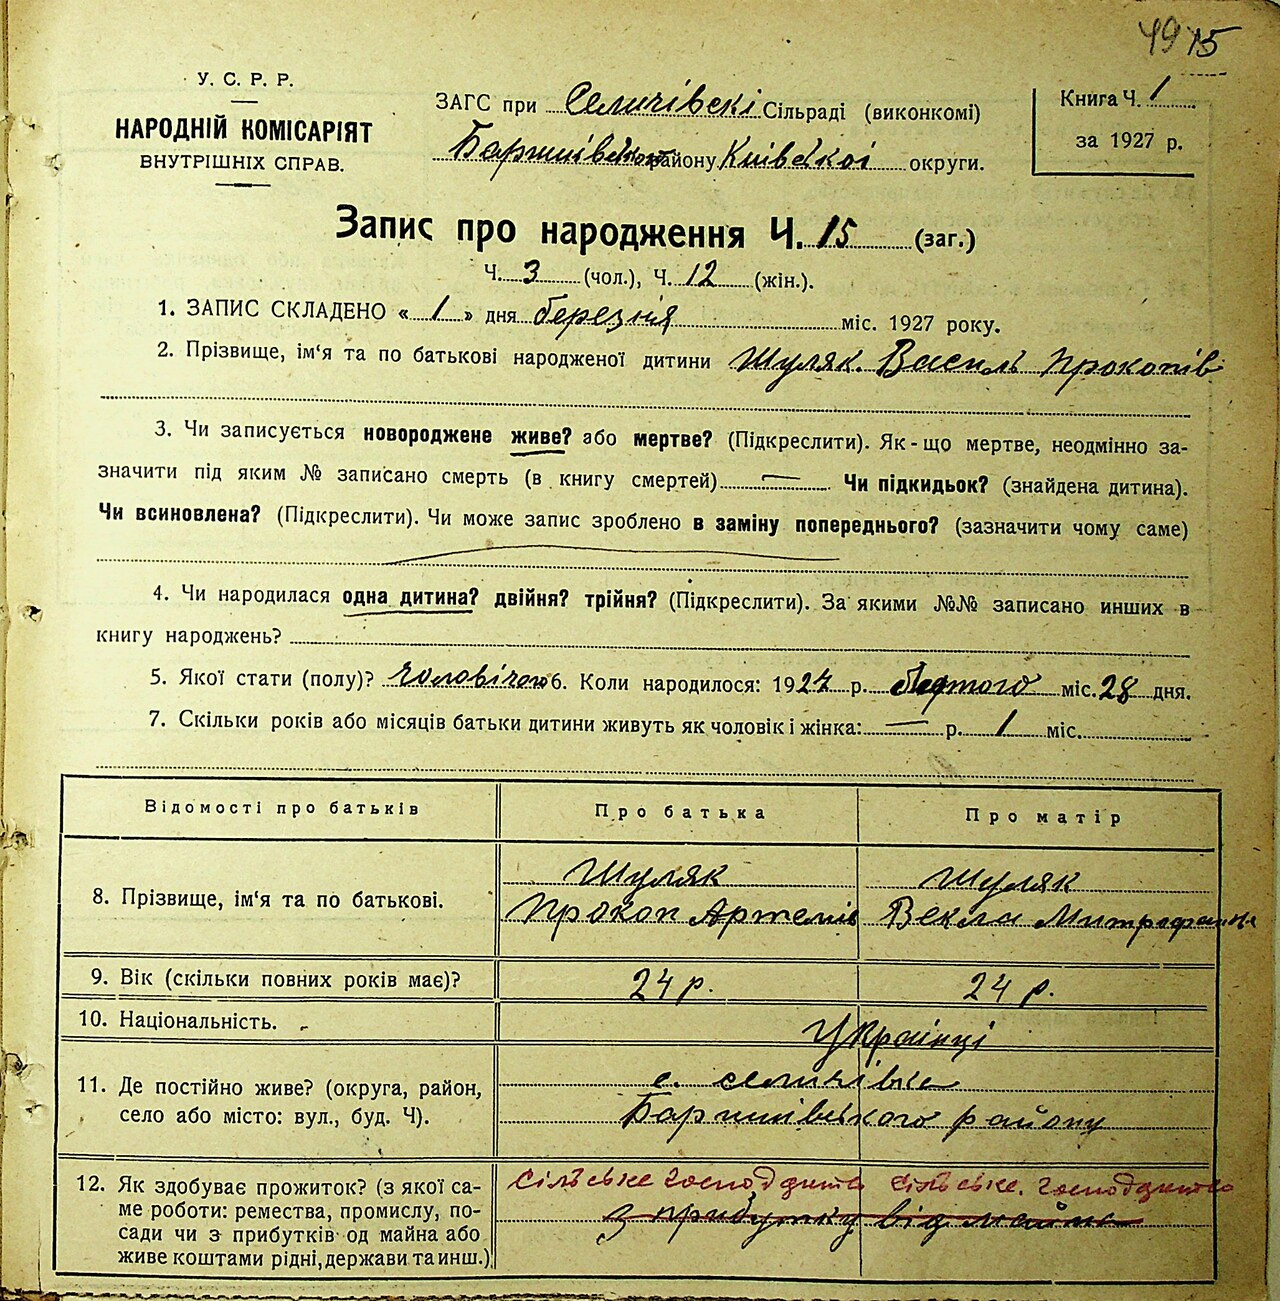 4915
У. С. Р. Р.
НАРОДНІЙ КОМІСАРІЯТ
ВНУТРІШНІХ СПРАВ.
ЗАГС при Селичівскі Сільраді (виконкомі)
Баришівського району Київської округи.
Книга Ч. 1
за 1927 р.
Запис про народження Ч. 15 (заг.)
Ч. 3 (чол.), Ч. 12 (жін.).
1. ЗАПИС СКЛАДЕНО « 1 » дня березня міс. 1927 року.
2. Прізвище, ім'я та по батькові народженої дитини Шуляк Василь Прокопів
3. Чи записується новороджене живе? або мертве? (Підкреслити). Як-що мертве, неодмінно за-
значити під яким № записано смерть (в книгу смертей) — Чи підкидьок? (знайдена дитина).
Чи всиновлена? (Підкреслити). Чи може запис зроблено в заміну попереднього? (зазначити чому саме)
4. Чи народилася одна дитина? двійня? трійня? (Підкреслити). За якими №№ записано инших в
книгу народжень?
5. Якої стати (полу)? чоловічого 6. Коли народилося: 1927 р. лютого міс. 28 дня.
7. Скільки років або місяців батьки дитини живуть як чоловік і жінка: — р. 1 міс.
Відомості про батьків
Про батька
Про матір
8. Прізвище, ім'я та по батькові.
Шуляк
Прокоп Артемів
Шуляк
Векла Митрофанова
9. Вік (скільки повних років має)?
24 р.
24 р.
10. Національність.
Українці
11. Де постійно живе? (округа, район,
село або місто: вул., буд. Ч).
с. Селичівка
Баришівського району
12. Як здобуває прожиток? (з якої са-
ме роботи: ремества, промислу, по-
сади чи з прибутків од майна або
живе коштами рідні, держави та инш.)
Сільське господарство
Сільське господарство
з прибутку від майна